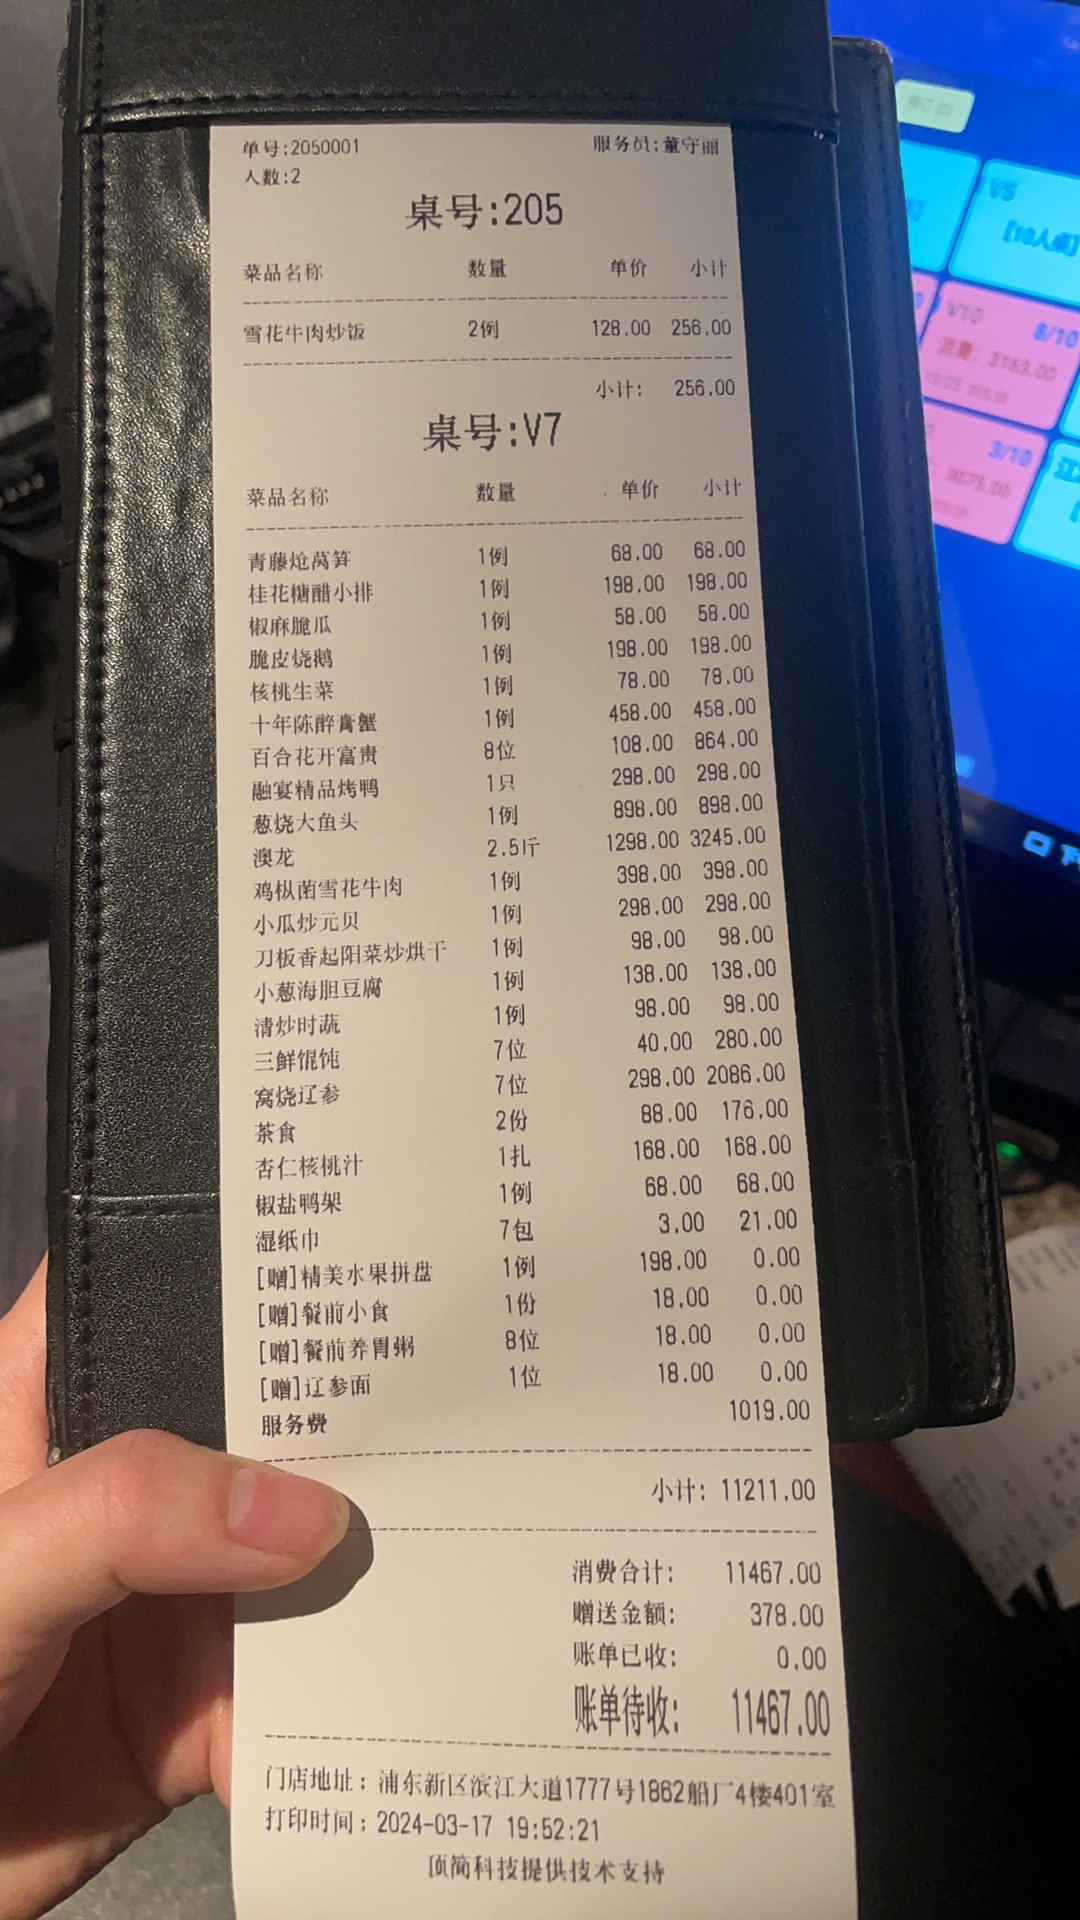 单号:2050001 服务员:董守丽
人数:2
桌号:205
菜品名称 数量 单价 小计
雪花牛肉炒饭 2例 128.00 256.00
小计: 256.00
桌号:V7
菜品名称 数量 单价 小计
青藤炝莴笋 1例 68.00 68.00
桂花糖醋小排 1例 198.00 198.00
椒麻脆瓜 1例 58.00 58.00
脆皮烧鹅 1例 198.00 198.00
核桃生菜 1例 78.00 78.00
十年陈醉膏蟹 1例 458.00 458.00
百合花开富贵 8位 108.00 864.00
融宴精品烤鸭 1只 298.00 298.00
葱烧大鱼头 1例 898.00 898.00
澳龙 2.5斤 1298.00 3245.00
鸡枞菌雪花牛肉 1例 398.00 398.00
小瓜炒元贝 1例 298.00 298.00
刀板香起阳菜炒烘干 1例 98.00 98.00
小葱海胆豆腐 1例 138.00 138.00
清炒时蔬 1例 98.00 98.00
三鲜馄饨 7位 40.00 280.00
窝烧辽参 7位 298.00 2086.00
茶食 2份 88.00 176.00
杏仁核桃汁 1扎 168.00 168.00
椒盐鸭架 1例 68.00 68.00
湿纸巾 7包 3.00 21.00
[赠]精美水果拼盘 1例 198.00 0.00
[赠]餐前小食 1份 18.00 0.00
[赠]餐前养胃粥 8位 18.00 0.00
[赠]辽参面 1位 18.00 0.00
服务费 1019.00
小计: 11211.00
消费合计: 11467.00
赠送金额: 378.00
账单已收: 0.00
账单待收: 11467.00
门店地址: 浦东新区滨江大道1777号1862船厂4楼401室
打印时间: 2024-03-17 19:52:21
顶简科技提供技术支持
V5
[10人桌]
V10 8/10
消费: 3163.00
3/10
3075.00